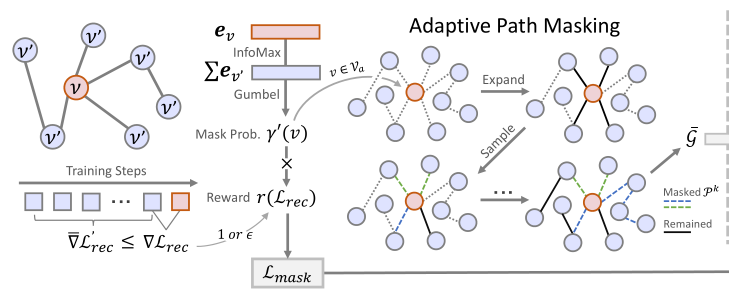 Adaptive Path Masking
e_v
InfoMax
∑e_v'
Gumbel
v ∈ 𝒱_a
Mask Prob. γ'(v)
×
Reward r(ℒ_rec)
1 or ϵ
ℒ_mask
ν'
ν'
ν'
ν
ν'
ν'
ν'
Training Steps
...
∇̄ℒ'_rec ≤ ∇ℒ_rec
Expand
Sample
...
𝒢̄
Masked 𝒫^k
Remained